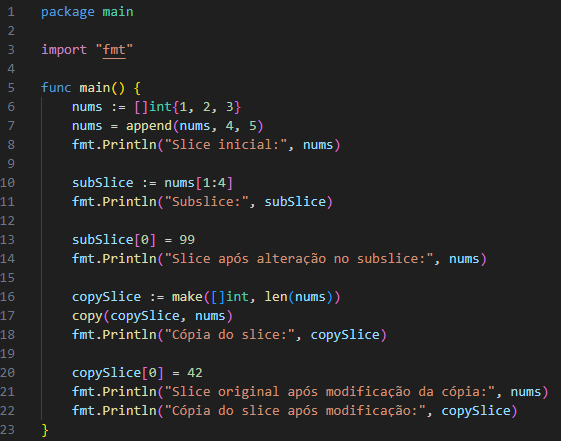 1 package main
2
3 import "fmt"
4
5 func main() {
6     nums := []int{1, 2, 3}
7     nums = append(nums, 4, 5)
8     fmt.Println("Slice inicial:", nums)
9
10     subSlice := nums[1:4]
11     fmt.Println("Subslice:", subSlice)
12
13     subSlice[0] = 99
14     fmt.Println("Slice após alteração no subslice:", nums)
15
16     copySlice := make([]int, len(nums))
17     copy(copySlice, nums)
18     fmt.Println("Cópia do slice:", copySlice)
19
20     copySlice[0] = 42
21     fmt.Println("Slice original após modificação da cópia:", nums)
22     fmt.Println("Cópia do slice após modificação:", copySlice)
23 }